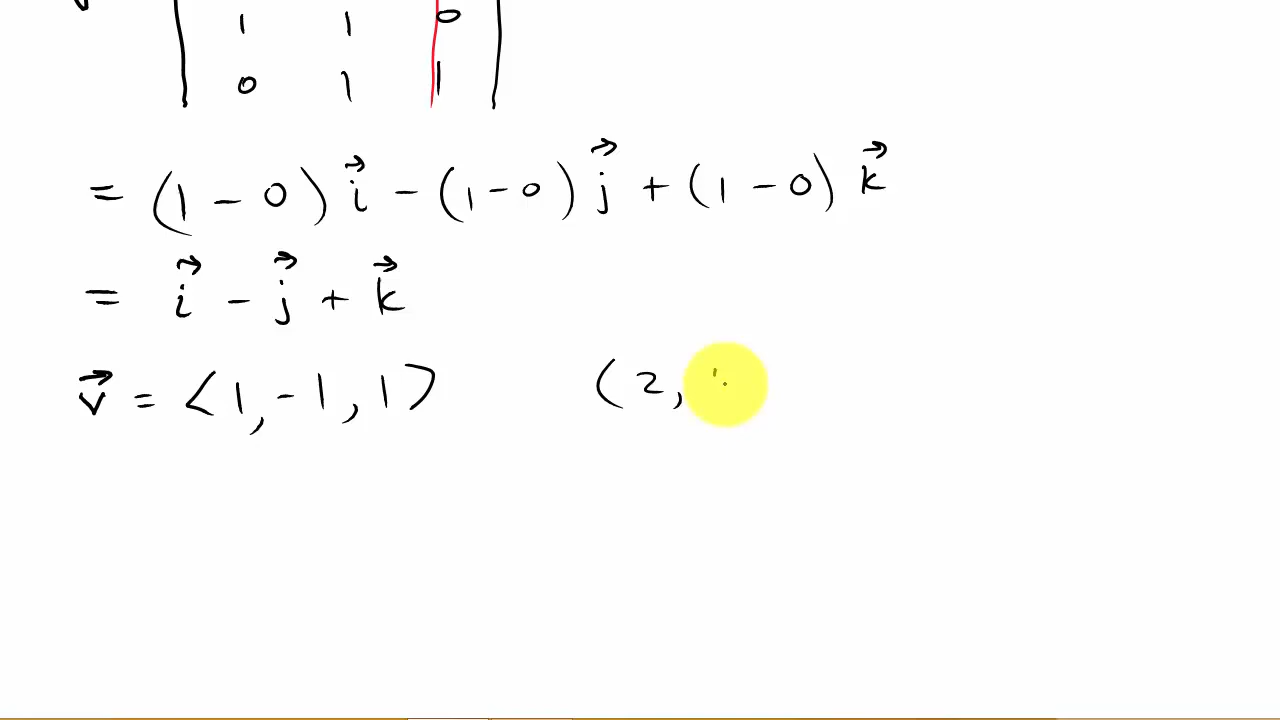 | 1 1 0 |
| 0 1 1 |
= (1 - 0) i⃗ - (1 - 0) j⃗ + (1 - 0) k⃗
= i⃗ - j⃗ + k⃗
v⃗ = <1, -1, 1> (2,